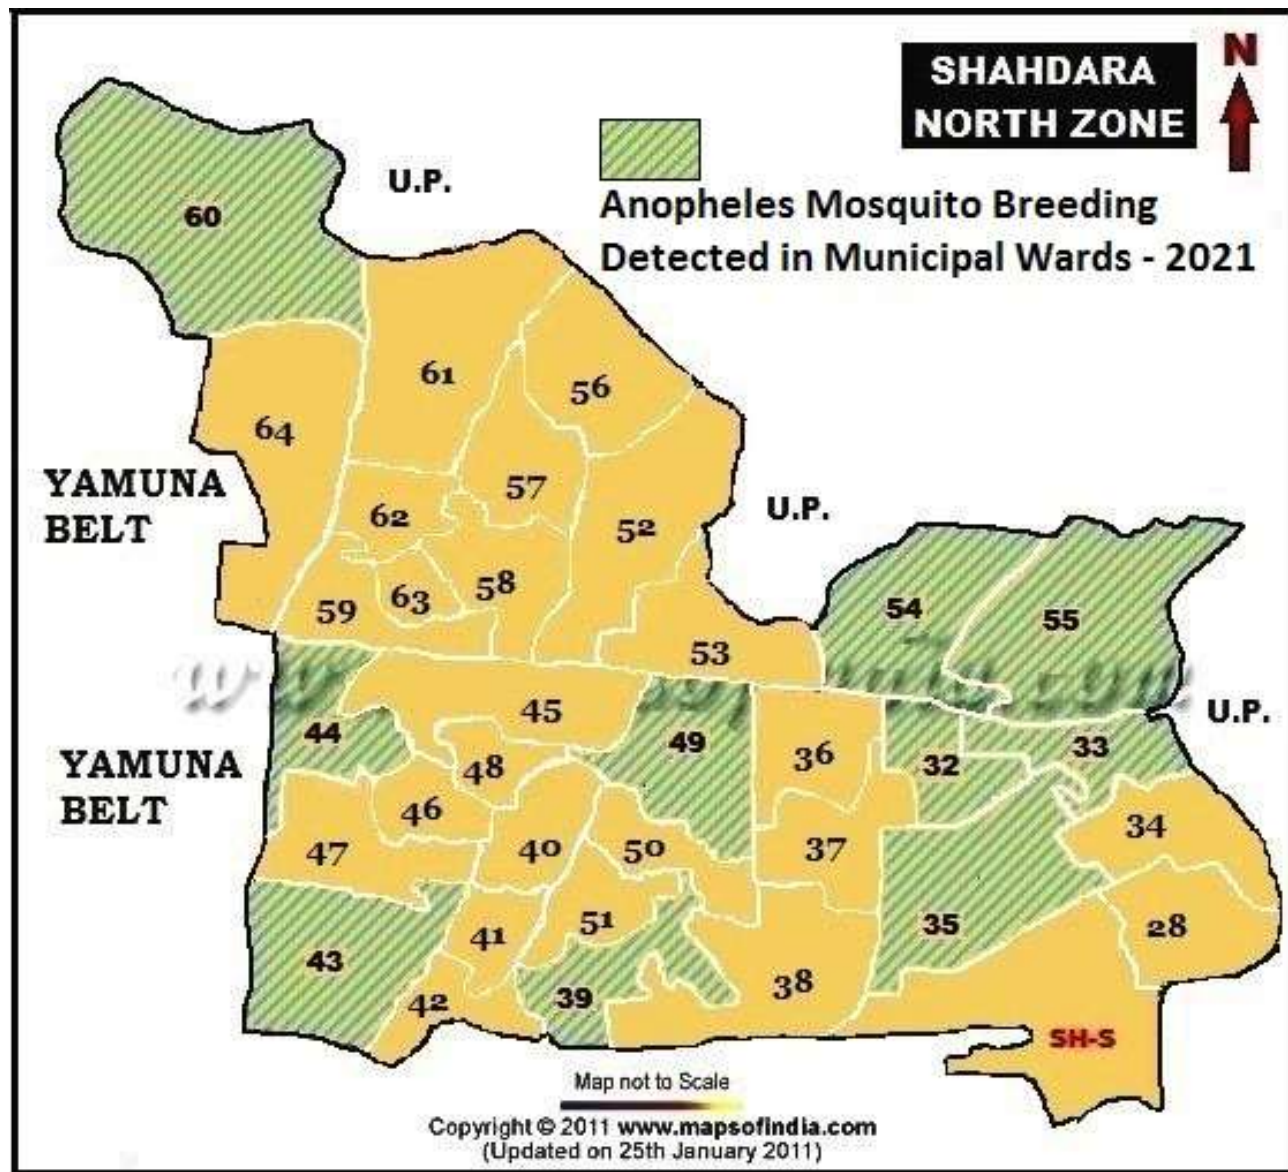 SHAHDARA
NORTH ZONE
N
U.P.
Anopheles Mosquito Breeding
Detected in Municipal Wards - 2021
60
61
56
64
YAMUNA
BELT
57
62
52
U.P.
58
63
59
54
55
53
U.P.
45
44
49
33
36
32
48
YAMUNA
BELT
46
34
47
40
50
37
51
41
35
28
43
42
39
38
SH-S
Map not to Scale
Copyright © 2011 www.mapsofindia.com
(Updated on 25th January 2011)